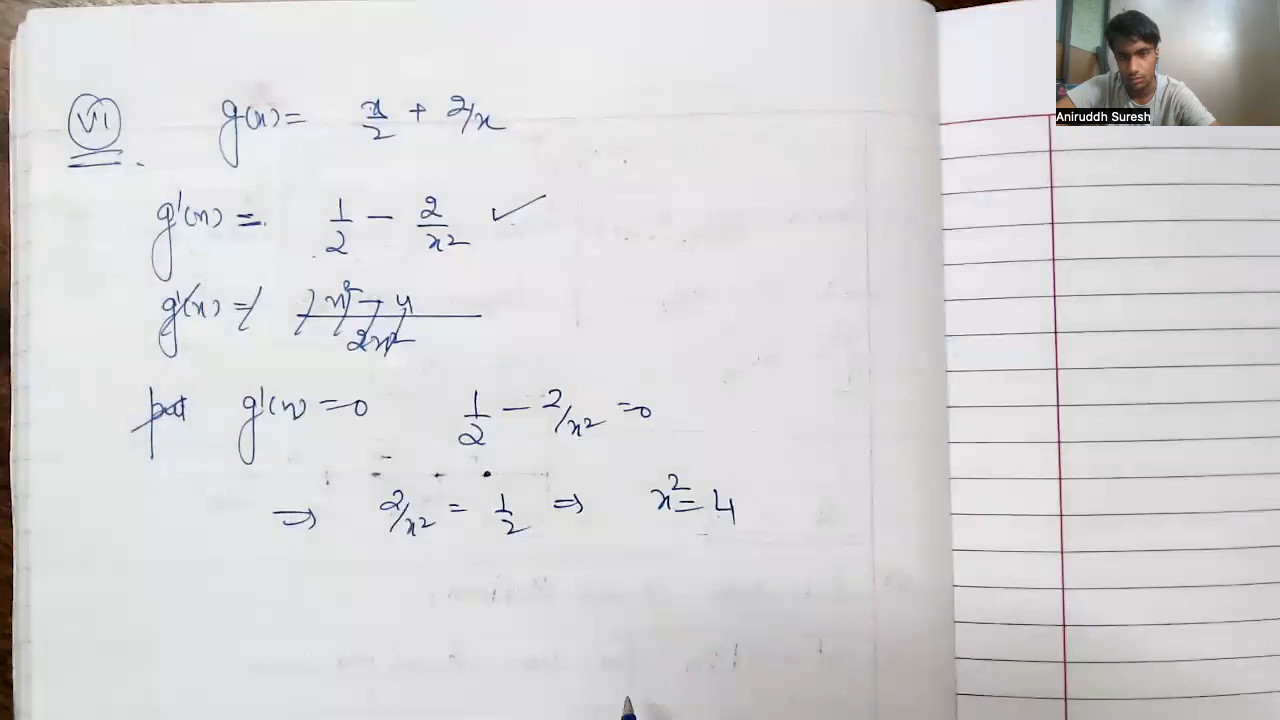 VI g(x) = x/2 + 2/x
Aniruddh Suresh
g'(x) = 1/2 - 2/x² ✓
g'(x) = x² - 4 / 2x²
put g'(x) = 0 1/2 - 2/x² = 0
⇒ 2/x² = 1/2 ⇒ x² = 4